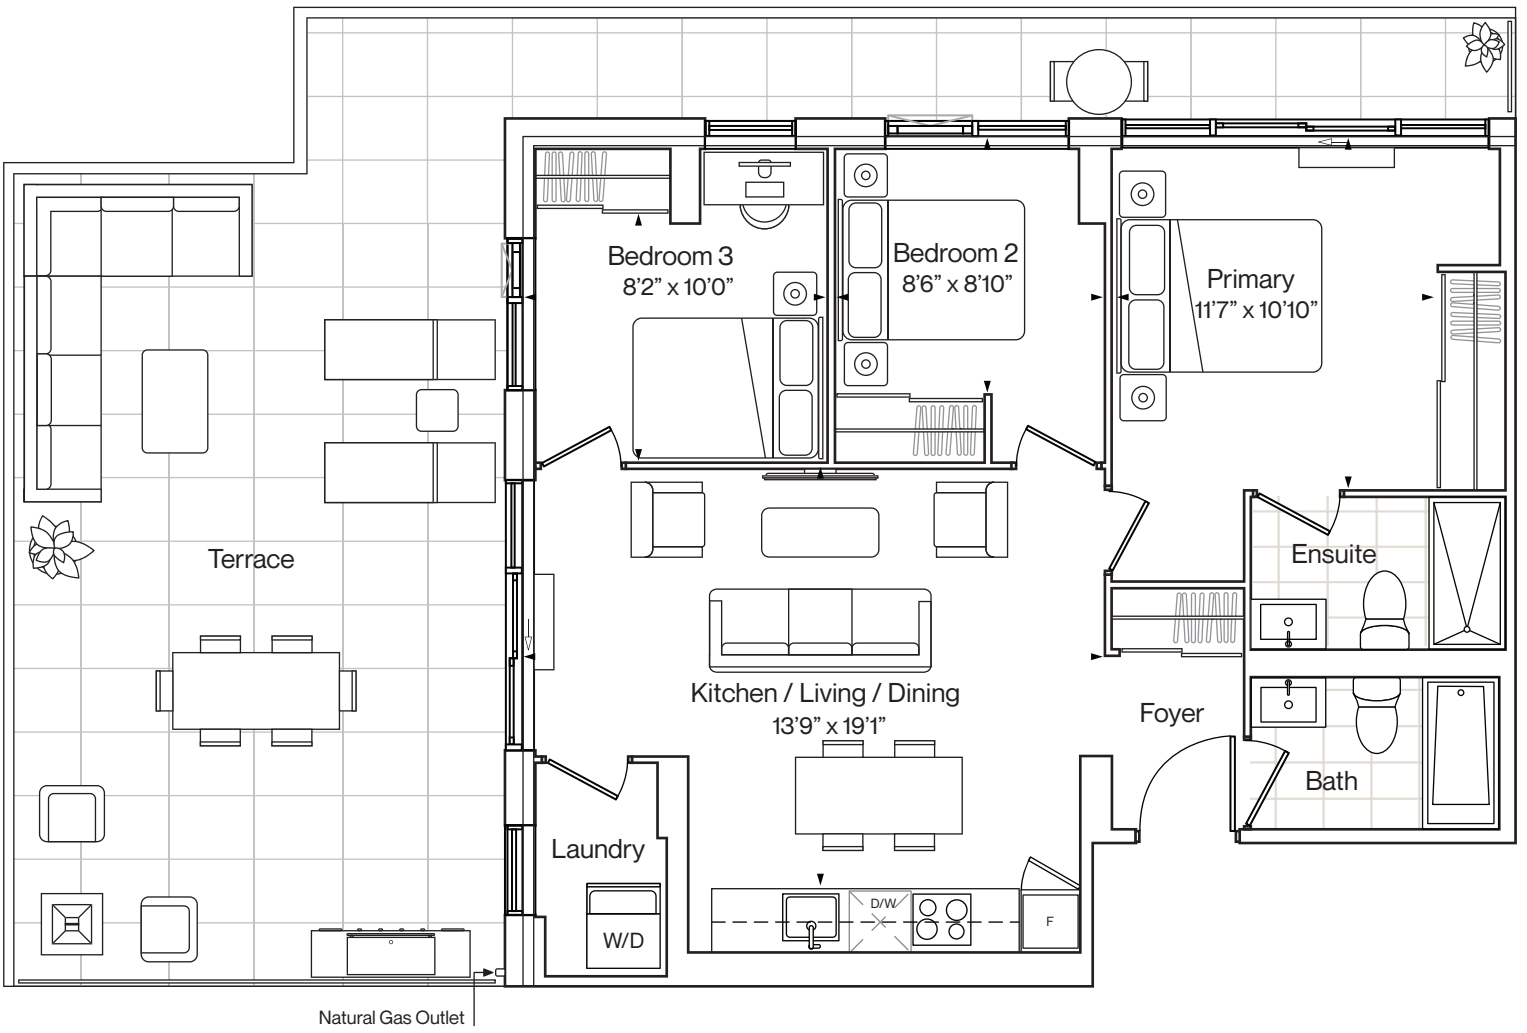 Bedroom 3
8’2” x 10’0”
Bedroom 2
8’6” x 8’10”
Primary
11’7” x 10’10”
Terrace
Ensuite
Kitchen / Living / Dining
13’9” x 19’1”
Foyer
Bath
Laundry
D/W
F
W/D
Natural Gas Outlet